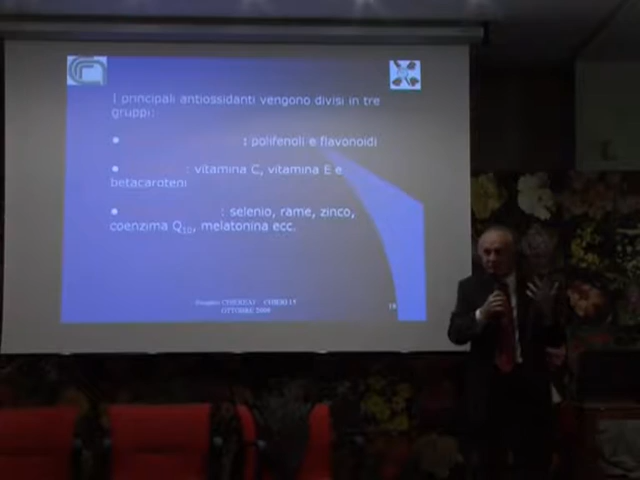 I principali antiossidanti vengono divisi in tre
gruppi:
: polifenoli e flavonoidi
: vitamina C, vitamina E e
betacaroteni
: selenio, rame, zinco,
coenzima Q10, melatonina ecc.
OTTOBRE 2009